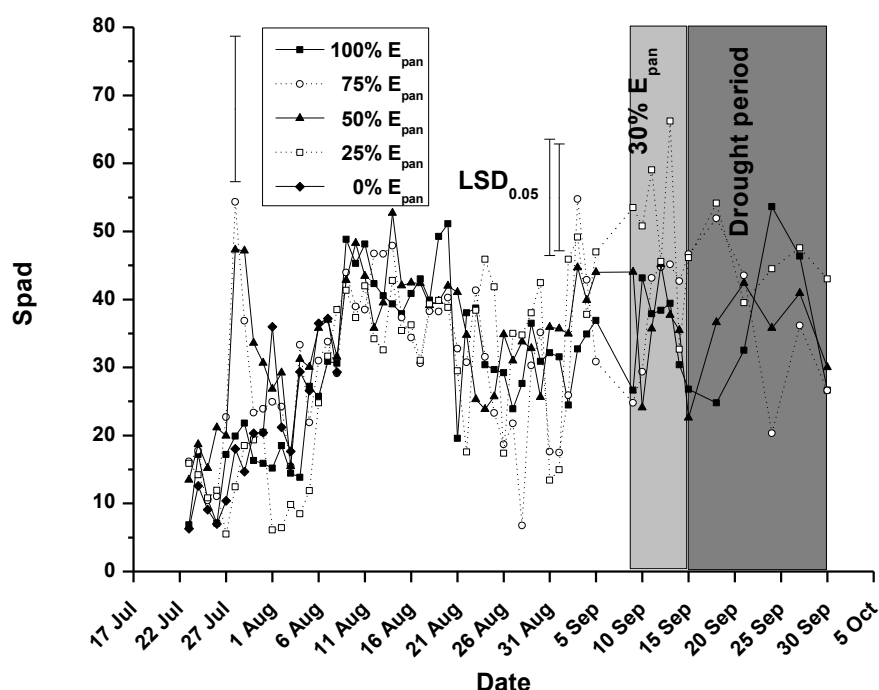 80
70
60
50
40
30
20
10
0
Spad
100% Epan
75% Epan
50% Epan
25% Epan
0% Epan
LSD0.05
30% Epan
Drought period
17 Jul
22 Jul
27 Jul
1 Aug
6 Aug
11 Aug
16 Aug
21 Aug
26 Aug
31 Aug
5 Sep
10 Sep
15 Sep
20 Sep
25 Sep
30 Sep
5 Oct
Date